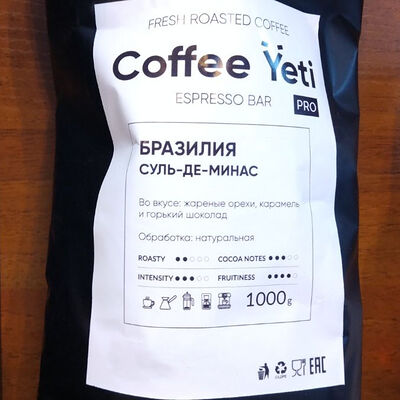 FRESH ROASTED COFFEE
Coffee Yeti
ESPRESSO BAR PRO
БРАЗИЛИЯ
СУЛЬ-ДЕ-МИНАС
Во вкусе: жареные орехи, карамель
и горький шоколад
Обработка: натуральная
ROASTY COCOA NOTES
INTENSITY FRUITINESS
1000g
EAC